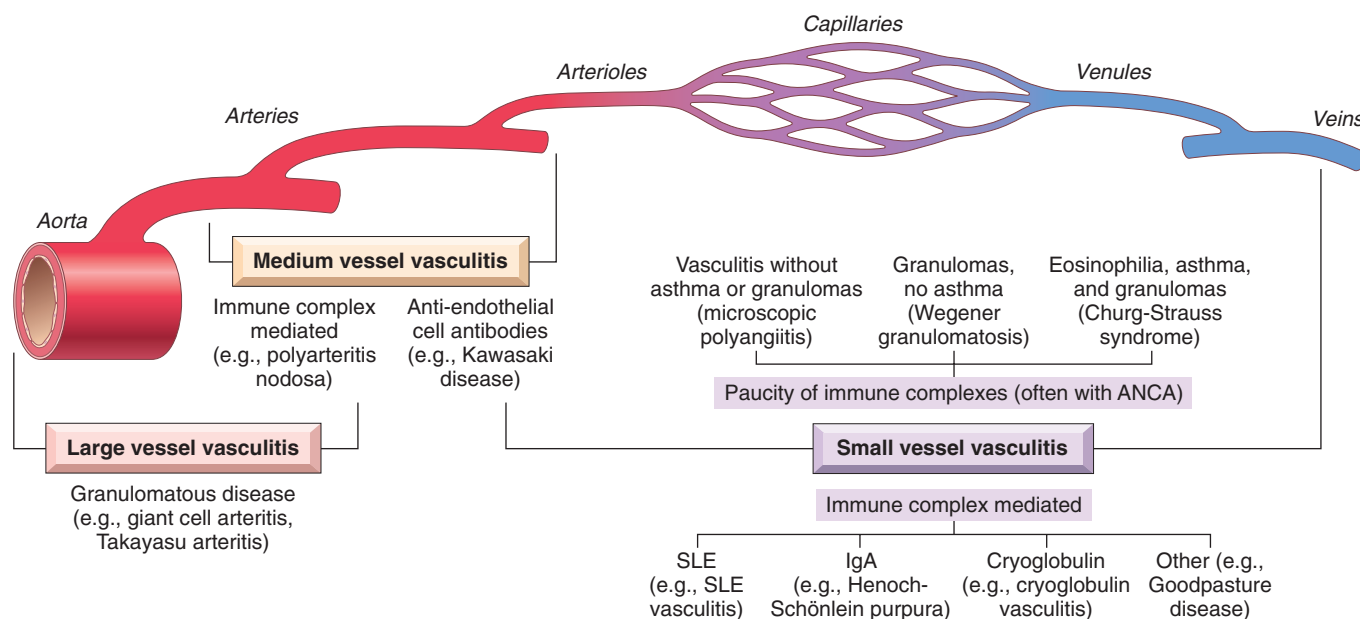 Capillaries
Arterioles
Venules
Arteries
Veins
Aorta
Medium vessel vasculitis
Immune complex
mediated
(e.g., polyarteritis
nodosa)
Anti-endothelial
cell antibodies
(e.g., Kawasaki
disease)
Vasculitis without
asthma or granulomas
(microscopic
polyangiitis)
Granulomas,
no asthma
(Wegener
granulomatosis)
Eosinophilia, asthma,
and granulomas
(Churg-Strauss
syndrome)
Paucity of immune complexes (often with ANCA)
Large vessel vasculitis
Granulomatous disease
(e.g., giant cell arteritis,
Takayasu arteritis)
Small vessel vasculitis
Immune complex mediated
SLE
(e.g., SLE
vasculitis)
IgA
(e.g., Henoch-
Schönlein purpura)
Cryoglobulin
(e.g., cryoglobulin
vasculitis)
Other (e.g.,
Goodpasture
disease)